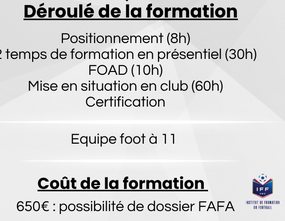 Déroulé de la formation
Positionnement (8h)
2 temps de formation en présentiel (30h)
FOAD (10h)
Mise en situation en club (60h)
Certification
Equipe foot à 11
Coût de la formation
650€ : possibilité de dossier FAFA
IFF
INSTITUT DE FORMATION
DU FOOTBALL